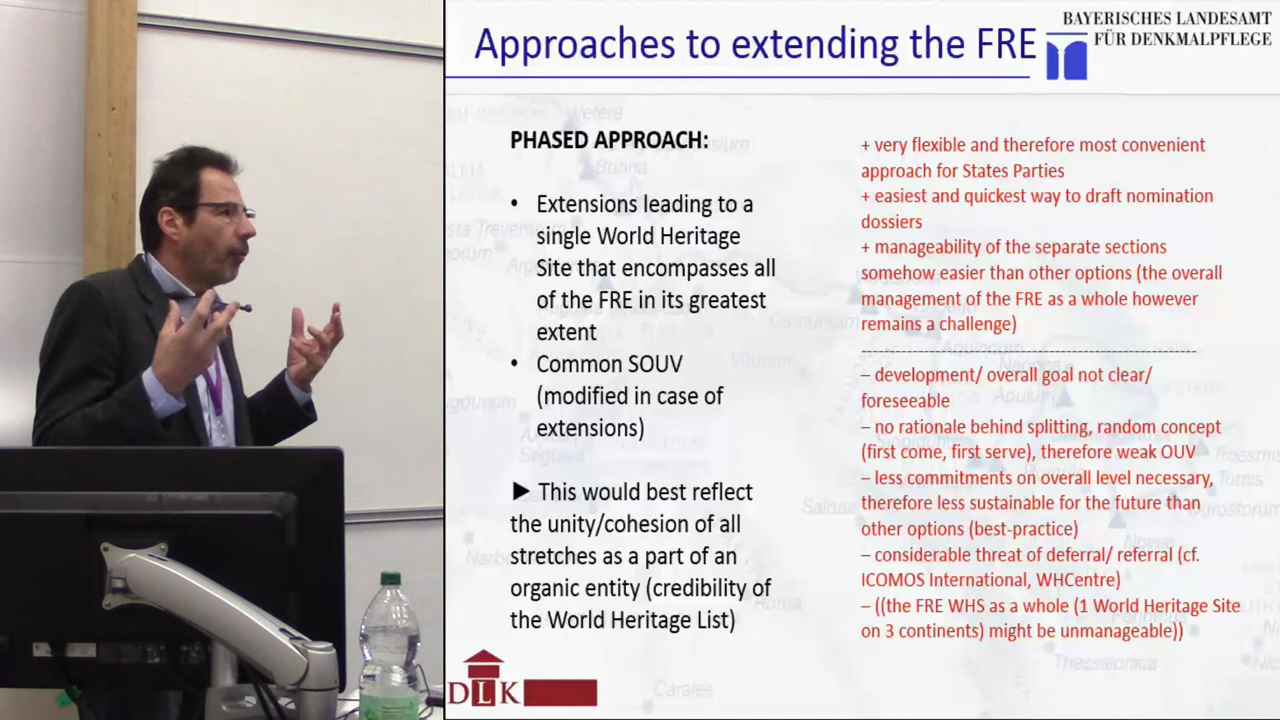 Approaches to extending the FRE
BAYERISCHES LANDESAMT
FÜR DENKMALPFLEGE
PHASED APPROACH:
• Extensions leading to a
single World Heritage
Site that encompasses all
of the FRE in its greatest
extent
• Common SOUV
(modified in case of
extensions)
► This would best reflect
the unity/cohesion of all
stretches as a part of an
organic entity (credibility of
the World Heritage List)
+ very flexible and therefore most convenient
approach for States Parties
+ easiest and quickest way to draft nomination
dossiers
+ manageability of the separate sections
somehow easier than other options (the overall
management of the FRE as a whole however
remains a challenge)
– development/ overall goal not clear/
foreseeable
– no rationale behind splitting, random concept
(first come, first serve), therefore weak OUV
– less commitments on overall level necessary,
therefore less sustainable for the future than
other options (best-practice)
– considerable threat of deferral/ referral (cf.
ICOMOS International, WHCentre)
– ((the FRE WHS as a whole (1 World Heritage Site
on 3 continents) might be unmanageable))
DLK
Vetera
Bonna
Carales
Thessalonica
Roma
Apulum
Troesmis